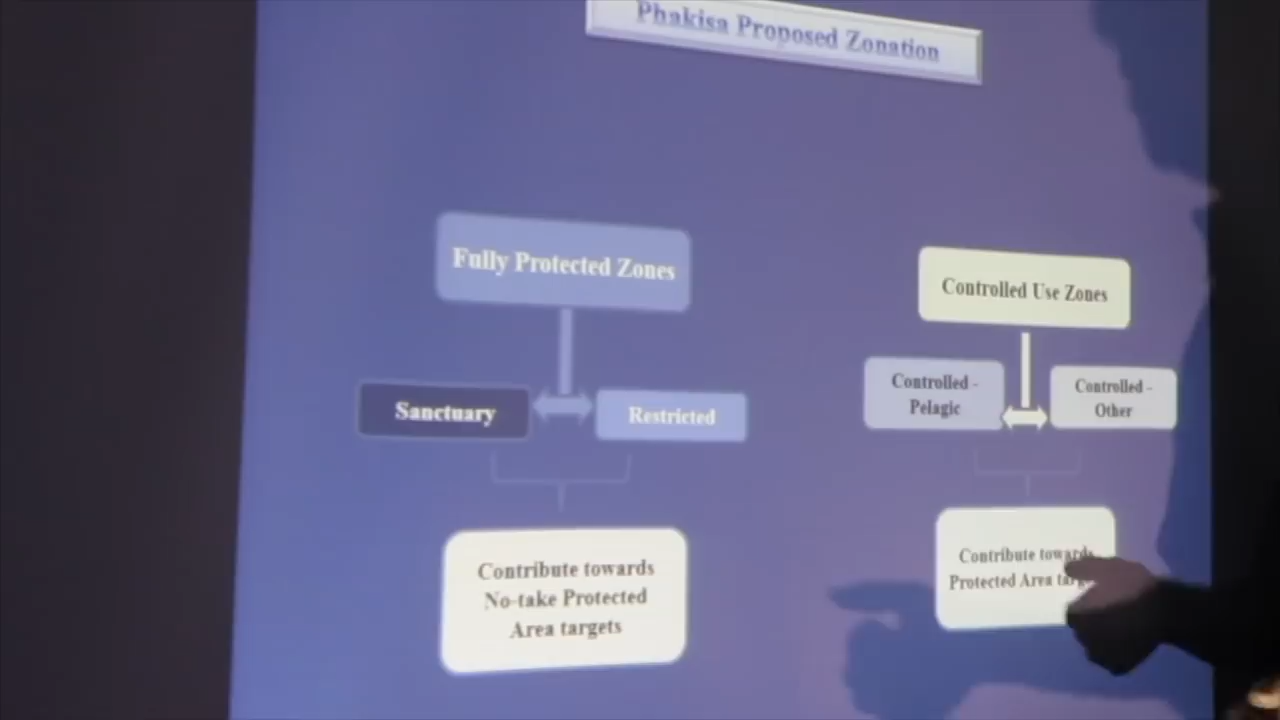 Phakisa Proposed Zonation
Fully Protected Zones
Sanctuary
Restricted
Contribute towards
No-take Protected
Area targets
Controlled Use Zones
Controlled -
Pelagic
Controlled -
Other
Contribute towards
Protected Area